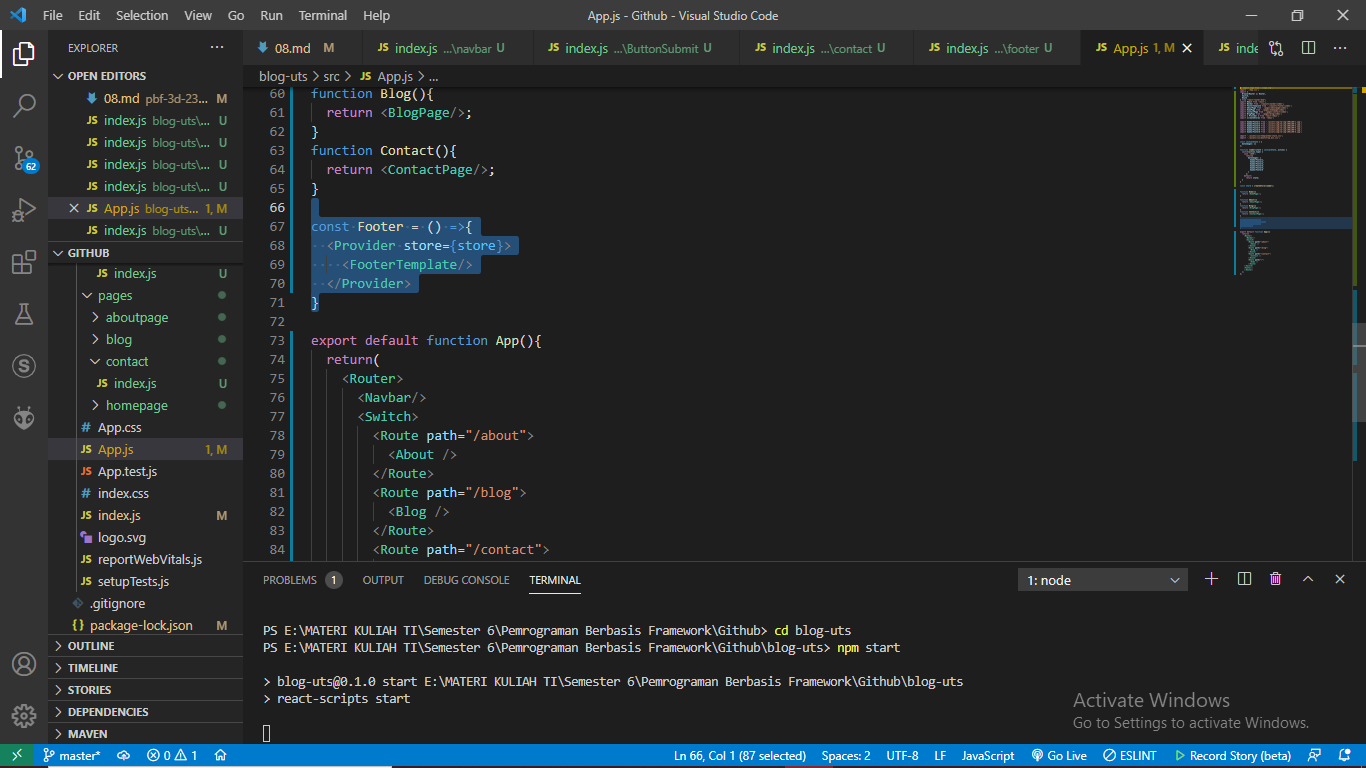 File Edit Selection View Go Run Terminal Help
App.js - Github - Visual Studio Code
EXPLORER
OPEN EDITORS
08.md pbf-3d-23... M
JS index.js blog-uts\... U
JS index.js blog-uts\... U
JS index.js blog-uts\... U
JS index.js blog-uts\... U
JS App.js blog-uts... 1, M
JS index.js blog-uts\... U
GITHUB
JS index.js U
pages
aboutpage
blog
contact
JS index.js U
homepage
# App.css
JS App.js 1, M
JS App.test.js
# index.css
JS index.js M
logo.svg
JS reportWebVitals.js
JS setupTests.js
.gitignore
{} package-lock.json M
OUTLINE
TIMELINE
STORIES
DEPENDENCIES
MAVEN
62
08.md M
JS index.js ...\navbar U
JS index.js ...\ButtonSubmit U
JS index.js ...\contact U
JS index.js ...\footer U
JS App.js 1, M
JS inde
blog-uts > src > JS App.js > ...
60 function Blog(){
61 return <BlogPage/>;
62 }
63 function Contact(){
64 return <ContactPage/>;
65 }
66
67 const Footer = () =>{
68 <Provider store={store}>
69 <FooterTemplate/>
70 </Provider>
71 }
72
73 export default function App(){
74 return(
75 <Router>
76 <Navbar/>
77 <Switch>
78 <Route path="/about">
79 <About />
80 </Route>
81 <Route path="/blog">
82 <Blog />
83 </Route>
84 <Route path="/contact">
PROBLEMS 1 OUTPUT DEBUG CONSOLE TERMINAL
1: node
PS E:\MATERI KULIAH TI\Semester 6\Pemrograman Berbasis Framework\Github> cd blog-uts
PS E:\MATERI KULIAH TI\Semester 6\Pemrograman Berbasis Framework\Github\blog-uts> npm start
> blog-uts@0.1.0 start E:\MATERI KULIAH TI\Semester 6\Pemrograman Berbasis Framework\Github\blog-uts
> react-scripts start
Activate Windows
Go to Settings to activate Windows.
master* 0 1
Ln 66, Col 1 (87 selected) Spaces: 2 UTF-8 LF JavaScript Go Live ESLINT Record Story (beta)